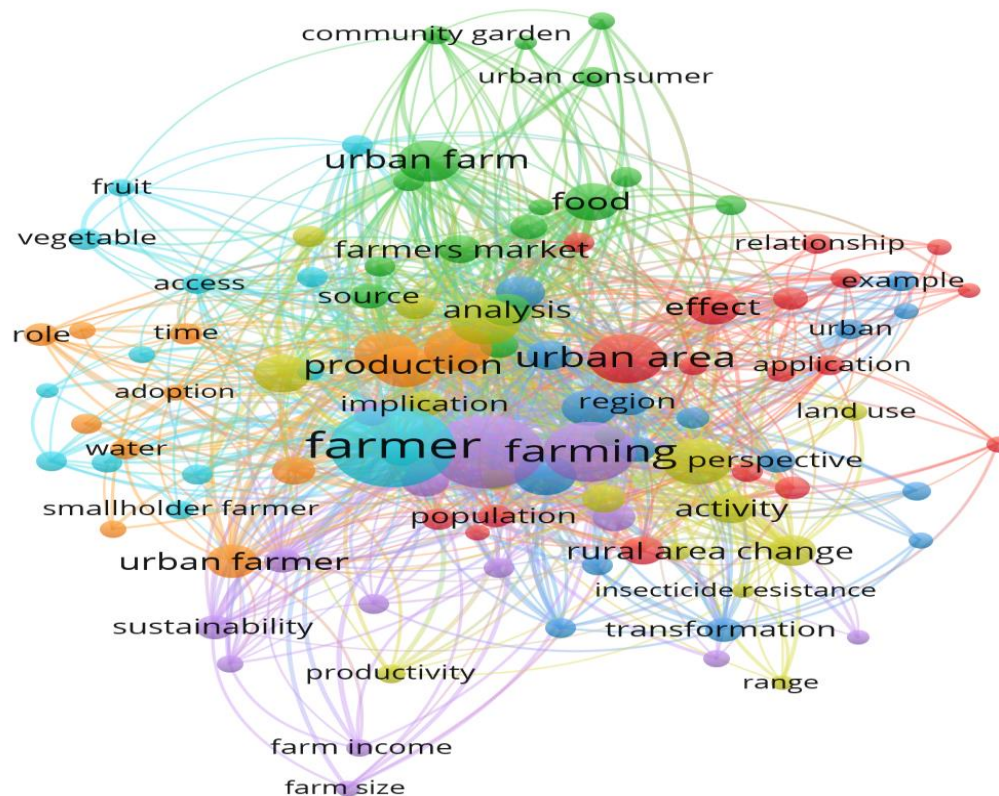 community garden
urban consumer
urban farm
fruit
food
vegetable
farmers market
relationship
access
example
source
analysis
effect
role
time
urban
production
urban area
application
adoption
implication
region
land use
farmer
farming
water
perspective
smallholder farmer
population
activity
urban farmer
rural area change
insecticide resistance
sustainability
transformation
productivity
range
farm income
farm size